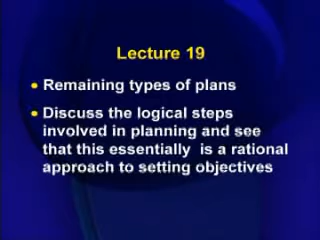 Lecture 19
• Remaining types of plans
• Discuss the logical steps
involved in planning and see
that this essentially is a rational
approach to setting objectives